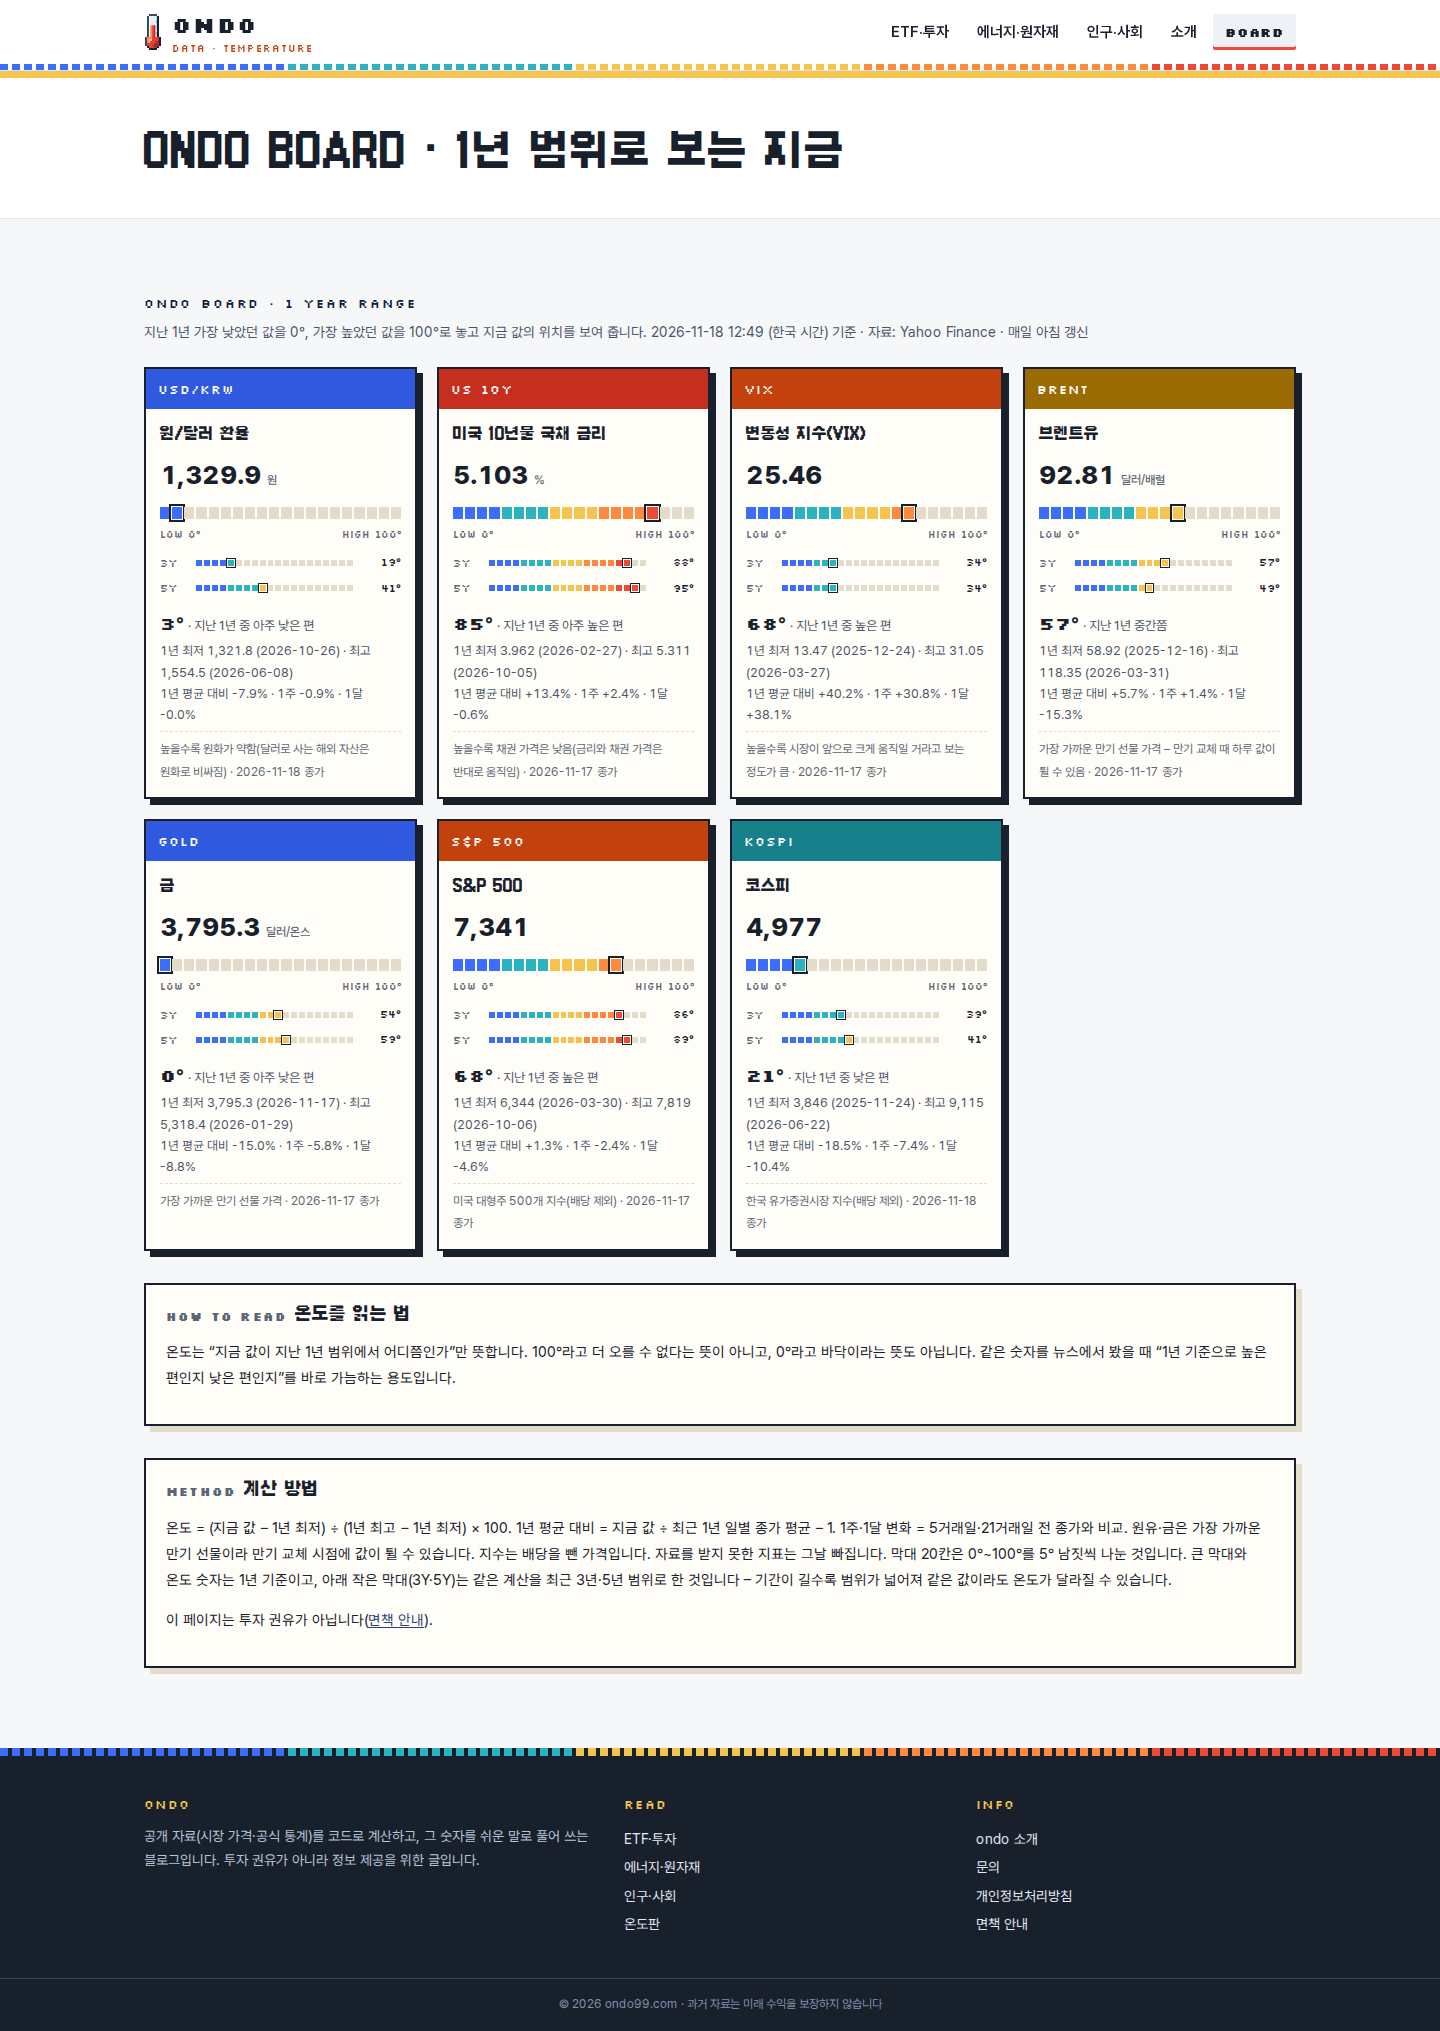 ONDO
DATA · TEMPERATURE
ETF·투자
에너지·원자재
인구·사회
소개
BOARD
ONDO BOARD · 1년 범위로 보는 지금
ONDO BOARD · 1 YEAR RANGE
지난 1년 가장 낮았던 값을 0°, 가장 높았던 값을 100°로 놓고 지금 값의 위치를 보여 줍니다. 2026-11-18 12:49 (한국 시간) 기준 · 자료: Yahoo Finance · 매일 아침 갱신
USD/KRW
원/달러 환율
1,329.9 원
LOW 0° HIGH 100°
3Y 19°
5Y 41°
3° · 지난 1년 중 아주 낮은 편
1년 최저 1,321.8 (2026-10-26) · 최고
1,554.5 (2026-06-08)
1년 평균 대비 -7.9% · 1주 -0.9% · 1달
-0.0%
높을수록 원화가 약함(달러로 사는 해외 자산은
원화로 비싸짐) · 2026-11-18 종가
US 10Y
미국 10년물 국채 금리
5.103 %
LOW 0° HIGH 100°
3Y 88°
5Y 95°
85° · 지난 1년 중 아주 높은 편
1년 최저 3.962 (2026-02-27) · 최고 5.311
(2026-10-05)
1년 평균 대비 +13.4% · 1주 +2.4% · 1달
-0.6%
높을수록 채권 가격은 낮음(금리와 채권 가격은
반대로 움직임) · 2026-11-17 종가
VIX
변동성 지수(VIX)
25.46
LOW 0° HIGH 100°
3Y 34°
5Y 34°
68° · 지난 1년 중 높은 편
1년 최저 13.47 (2025-12-24) · 최고 31.05
(2026-03-27)
1년 평균 대비 +40.2% · 1주 +30.8% · 1달
+38.1%
높을수록 시장이 앞으로 크게 움직일 거라고 보는
정도가 큼 · 2026-11-17 종가
BRENT
브렌트유
92.81 달러/배럴
LOW 0° HIGH 100°
3Y 57°
5Y 49°
57° · 지난 1년 중간쯤
1년 최저 58.92 (2025-12-16) · 최고
118.35 (2026-03-31)
1년 평균 대비 +5.7% · 1주 +1.4% · 1달
-15.3%
가장 가까운 만기 선물 가격 – 만기 교체 때 하루 값이
튈 수 있음 · 2026-11-17 종가
GOLD
금
3,795.3 달러/온스
LOW 0° HIGH 100°
3Y 54°
5Y 59°
0° · 지난 1년 중 아주 낮은 편
1년 최저 3,795.3 (2026-11-17) · 최고
5,318.4 (2026-01-29)
1년 평균 대비 -15.0% · 1주 -5.8% · 1달
-8.8%
가장 가까운 만기 선물 가격 · 2026-11-17 종가
S&P 500
S&P 500
7,341
LOW 0° HIGH 100°
3Y 86°
5Y 89°
68° · 지난 1년 중 높은 편
1년 최저 6,344 (2026-03-30) · 최고 7,819
(2026-10-06)
1년 평균 대비 +1.3% · 1주 -2.4% · 1달
-4.6%
미국 대형주 500개 지수(배당 제외) · 2026-11-17
종가
KOSPI
코스피
4,977
LOW 0° HIGH 100°
3Y 39°
5Y 41°
21° · 지난 1년 중 낮은 편
1년 최저 3,846 (2025-11-24) · 최고 9,115
(2026-06-22)
1년 평균 대비 -18.5% · 1주 -7.4% · 1달
-10.4%
한국 유가증권시장 지수(배당 제외) · 2026-11-18
종가
HOW TO READ 온도를 읽는 법
온도는 “지금 값이 지난 1년 범위에서 어디쯤인가”만 뜻합니다. 100°라고 더 오를 수 없다는 뜻이 아니고, 0°라고 바닥이라는 뜻도 아닙니다. 같은 숫자를 뉴스에서 봤을 때 “1년 기준으로 높은
편인지 낮은 편인지”를 바로 가늠하는 용도입니다.
METHOD 계산 방법
온도 = (지금 값 − 1년 최저) ÷ (1년 최고 − 1년 최저) × 100. 1년 평균 대비 = 지금 값 ÷ 최근 1년 일별 종가 평균 − 1. 1주·1달 변화 = 5거래일·21거래일 전 종가와 비교. 원유·금은 가장 가까운
만기 선물이라 만기 교체 시점에 값이 튈 수 있습니다. 지수는 배당을 뺀 가격입니다. 자료를 받지 못한 지표는 그날 빠집니다. 막대 20칸은 0°~100°를 5° 남짓씩 나눈 것입니다. 큰 막대와
온도 숫자는 1년 기준이고, 아래 작은 막대(3Y·5Y)는 같은 계산을 최근 3년·5년 범위로 한 것입니다 – 기간이 길수록 범위가 넓어져 같은 값이라도 온도가 달라질 수 있습니다.
이 페이지는 투자 권유가 아닙니다(면책 안내).
ONDO
공개 자료(시장 가격·공식 통계)를 코드로 계산하고, 그 숫자를 쉬운 말로 풀어 쓰는
블로그입니다. 투자 권유가 아니라 정보 제공을 위한 글입니다.
READ
ETF·투자
에너지·원자재
인구·사회
온도판
INFO
ondo 소개
문의
개인정보처리방침
면책 안내
© 2026 ondo99.com · 과거 자료는 미래 수익을 보장하지 않습니다